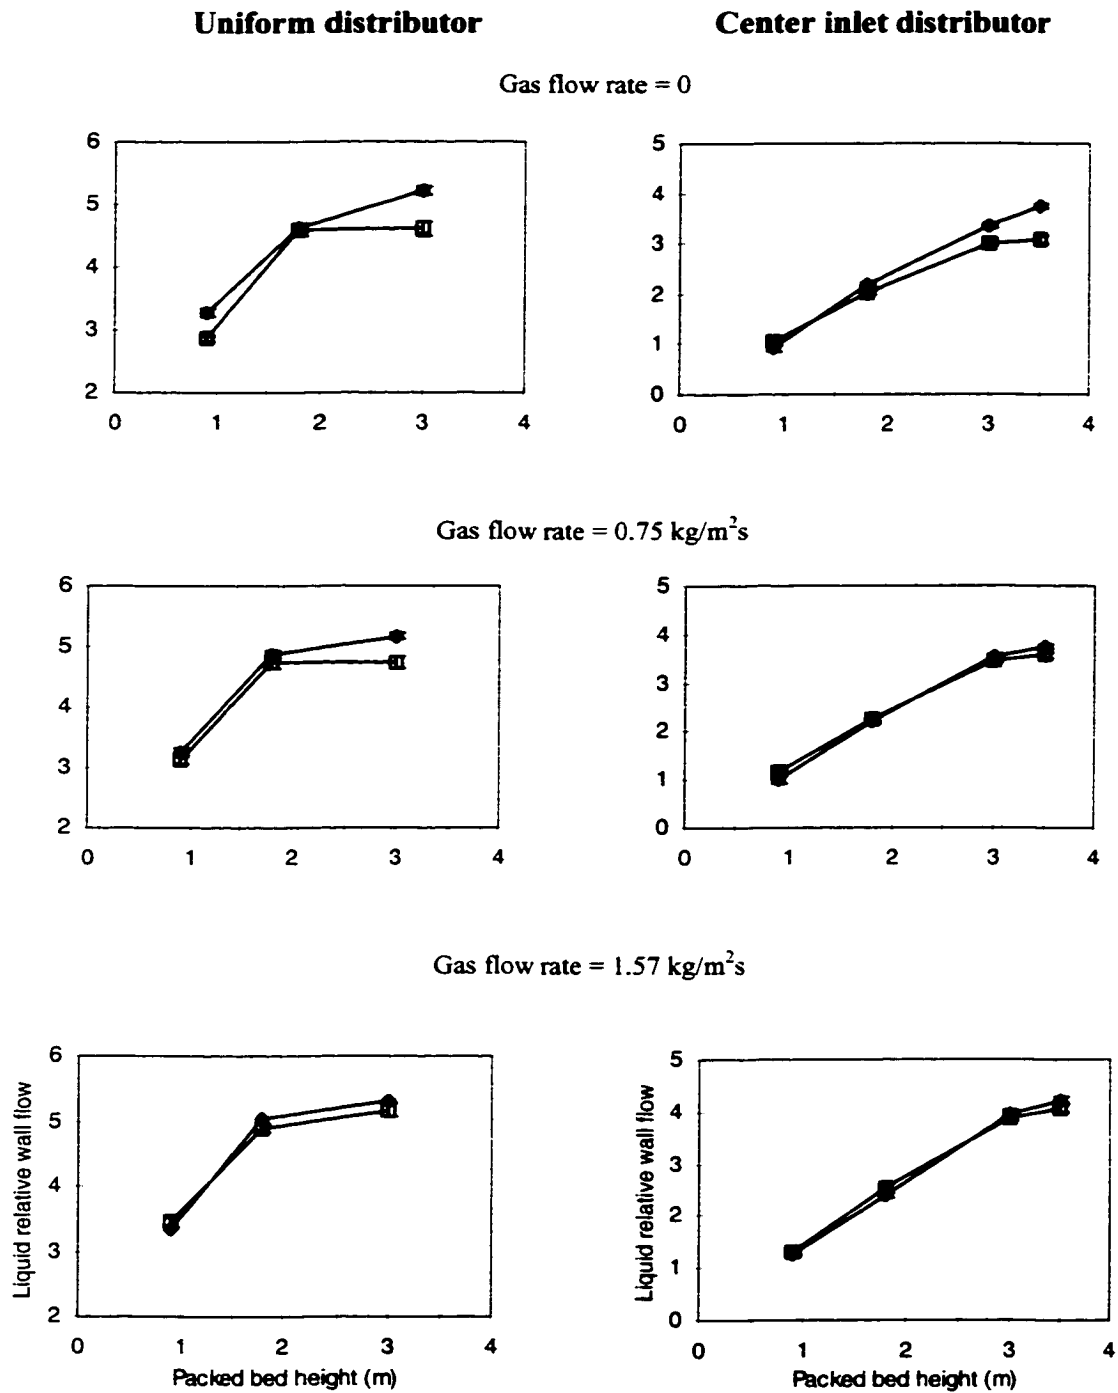 Uniform distributor Center inlet distributor
Gas flow rate = 0
6
5
4
3
2
0 1 2 3 4
5
4
3
2
1
0
0 1 2 3 4
Gas flow rate = 0.75 kg/m²s
6
5
4
3
2
0 1 2 3 4
5
4
3
2
1
0
0 1 2 3 4
Gas flow rate = 1.57 kg/m²s
Liquid relative wall flow
6
5
4
3
2
0 1 2 3 4
Packed bed height (m)
Liquid relative wall flow
5
4
3
2
1
0
0 1 2 3 4
Packed bed height (m)